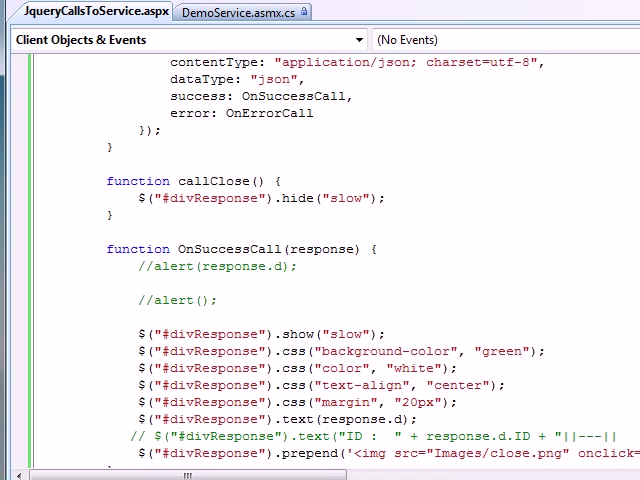 JqueryCallsToService.aspx
DemoService.asmx.cs
Client Objects & Events
(No Events)
contentType: "application/json; charset=utf-8",
dataType: "json",
success: OnSuccessCall,
error: OnErrorCall
});
}
function callClose() {
$("#divResponse").hide("slow");
}
function OnSuccessCall(response) {
//alert(response.d);
//alert();
$("#divResponse").show("slow");
$("#divResponse").css("background-color", "green");
$("#divResponse").css("color", "white");
$("#divResponse").css("text-align", "center");
$("#divResponse").css("margin", "20px");
$("#divResponse").text(response.d);
// $("#divResponse").text("ID :  " + response.d.ID + "||---||
$("#divResponse").prepend('<img src="Images/close.png" onclick=